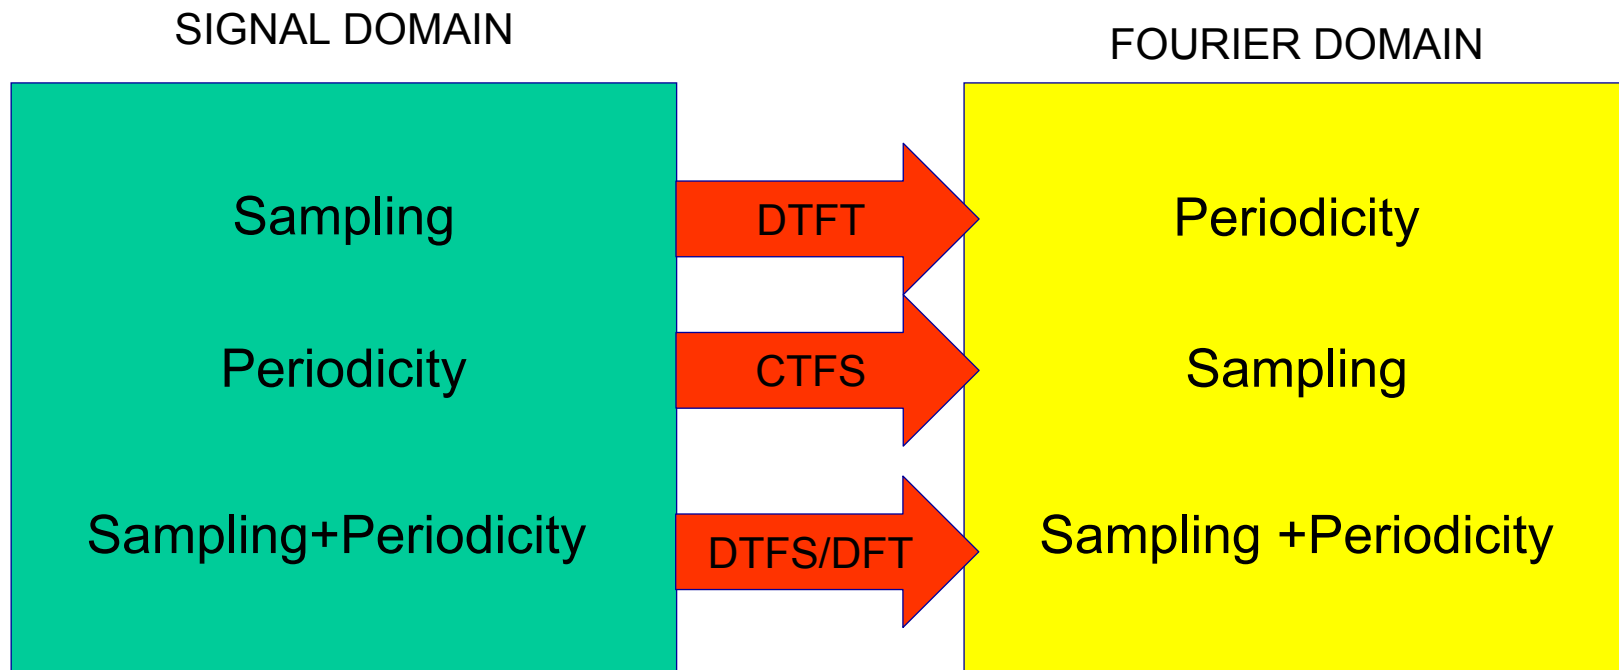 SIGNAL DOMAIN
FOURIER DOMAIN
Sampling
DTFT
Periodicity
Periodicity
CTFS
Sampling
Sampling+Periodicity
DTFS/DFT
Sampling +Periodicity